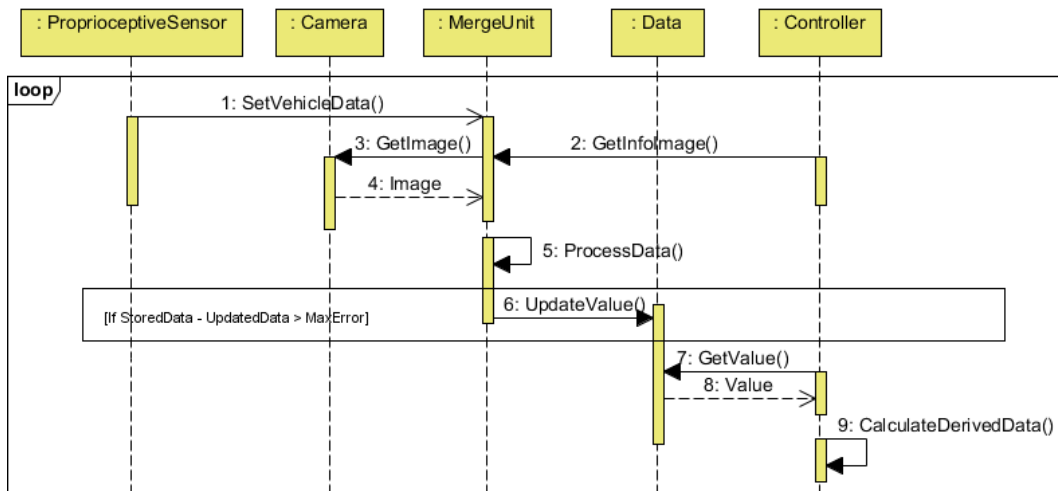 : ProprioceptiveSensor
: Camera
: MergeUnit
: Data
: Controller
loop
1: SetVehicleData()
3: GetImage()
2: GetInfoImage()
4: Image
5: ProcessData()
6: UpdateValue()
[If StoredData - UpdatedData > MaxError]
7: GetValue()
8: Value
9: CalculateDerivedData()